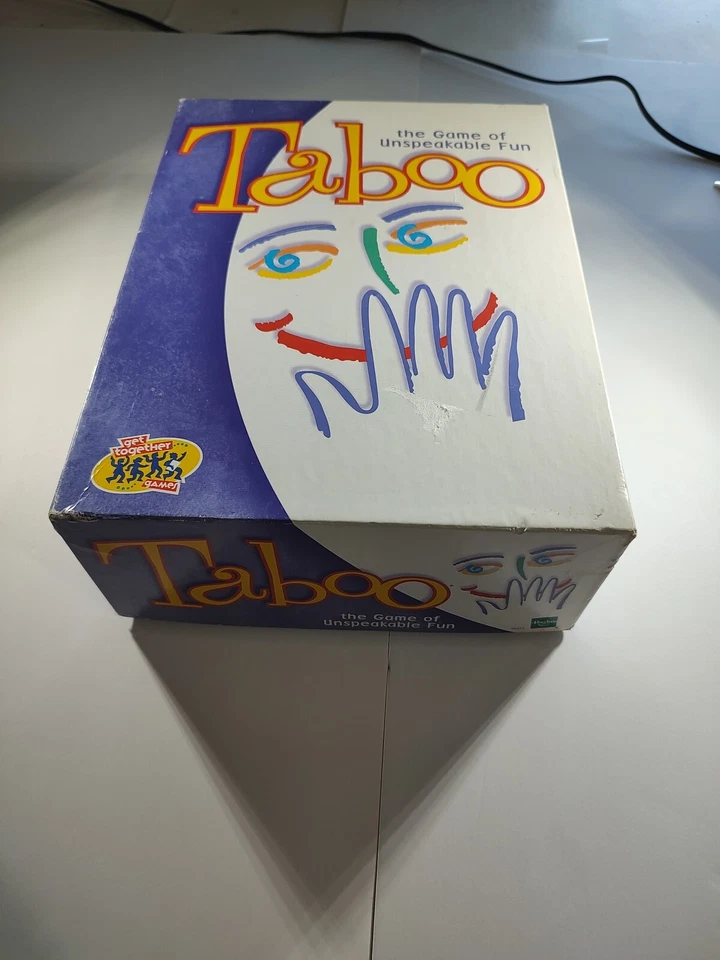 Taboo
the Game of
Unspeakable Fun
get
together
games
Taboo
the Game of
Unspeakable Fun